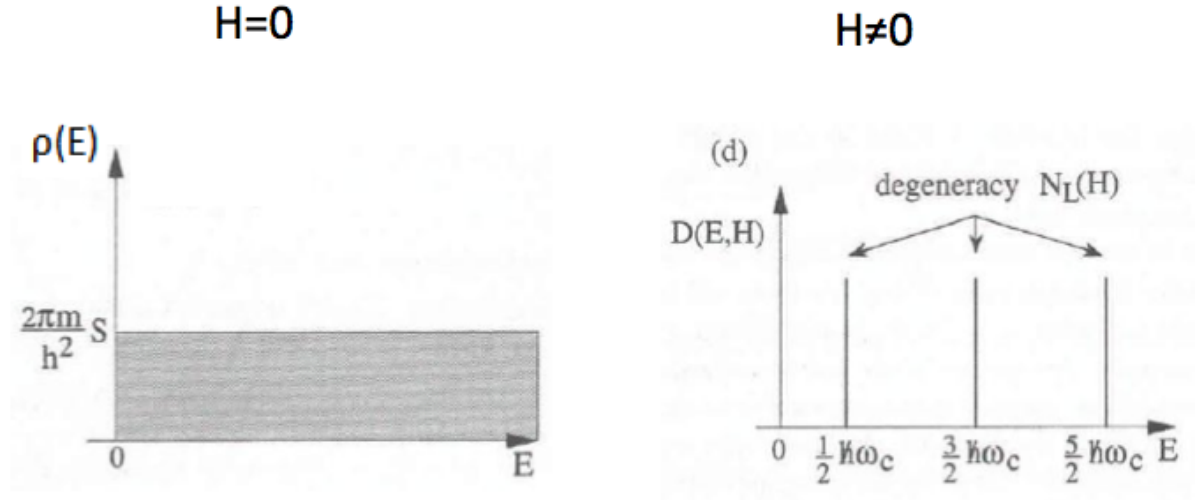 H=0
H≠0
ρ(E)
2πm
h²
S
0
E
(d)
degeneracy N_L(H)
D(E,H)
0
1/2 ℏω_c
3/2 ℏω_c
5/2 ℏω_c
E